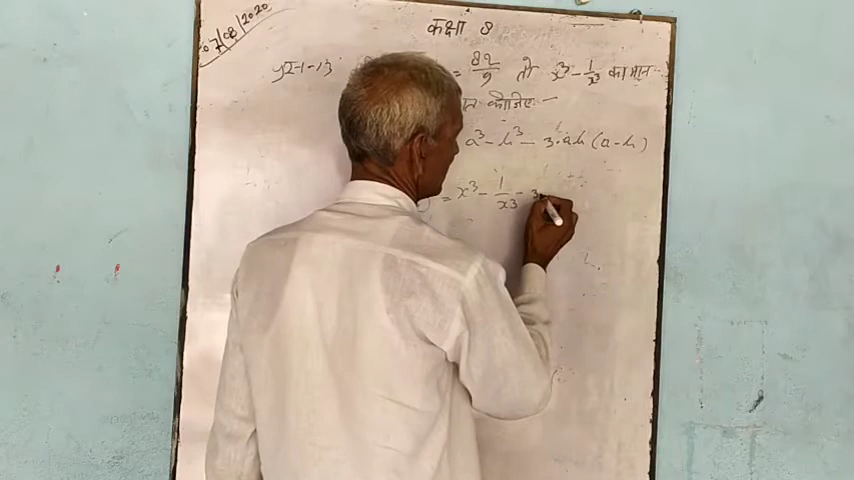 07/08/2020
कक्षा 8
प्रश्न-13 = 82/9 तो x³ - 1/x³ का मान
कीजिए -
a³ - b³ - 3·ab(a-b)
= x³ - 1/x³ - 3